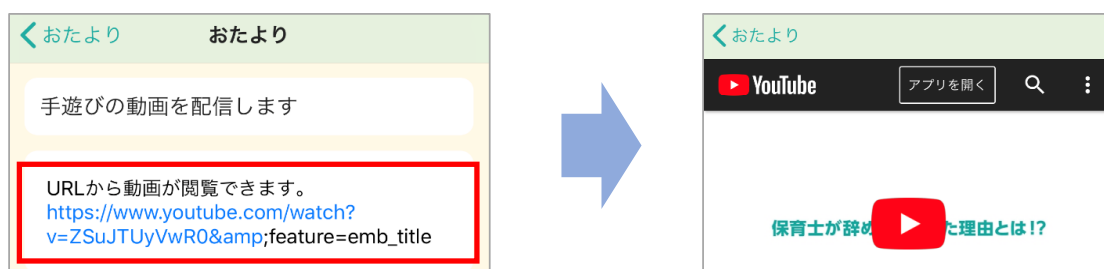 おたより
おたより
手遊びの動画を配信します
URLから動画が閲覧できます。
https://www.youtube.com/watch?
v=ZSuJTUyVwR0&amp;feature=emb_title
おたより
YouTube
アプリを開く
保育士が辞め た理由とは!?